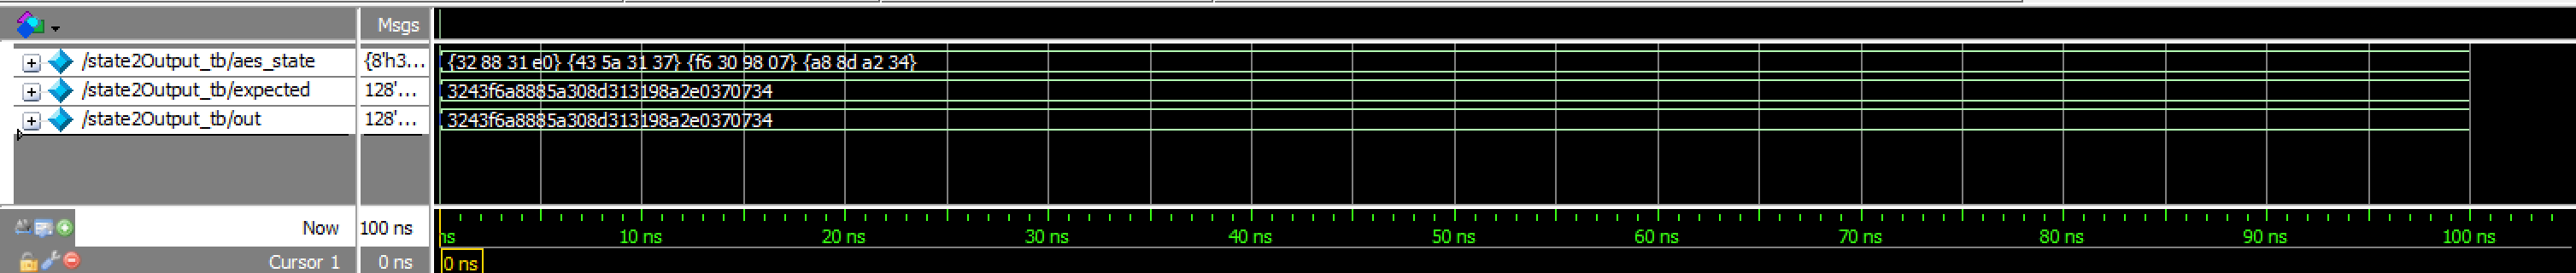 Msgs
/state2Output_tb/aes_state {8'h3... {32 88 31 e0} {43 5a 31 37} {f6 30 98 07} {a8 8d a2 34}
/state2Output_tb/expected 128'... 3243f6a8885a308d313198a2e0370734
/state2Output_tb/out 128'... 3243f6a8885a308d313198a2e0370734
Now 100 ns ns 10 ns 20 ns 30 ns 40 ns 50 ns 60 ns 70 ns 80 ns 90 ns 100 ns
Cursor 1 0 ns 0 ns